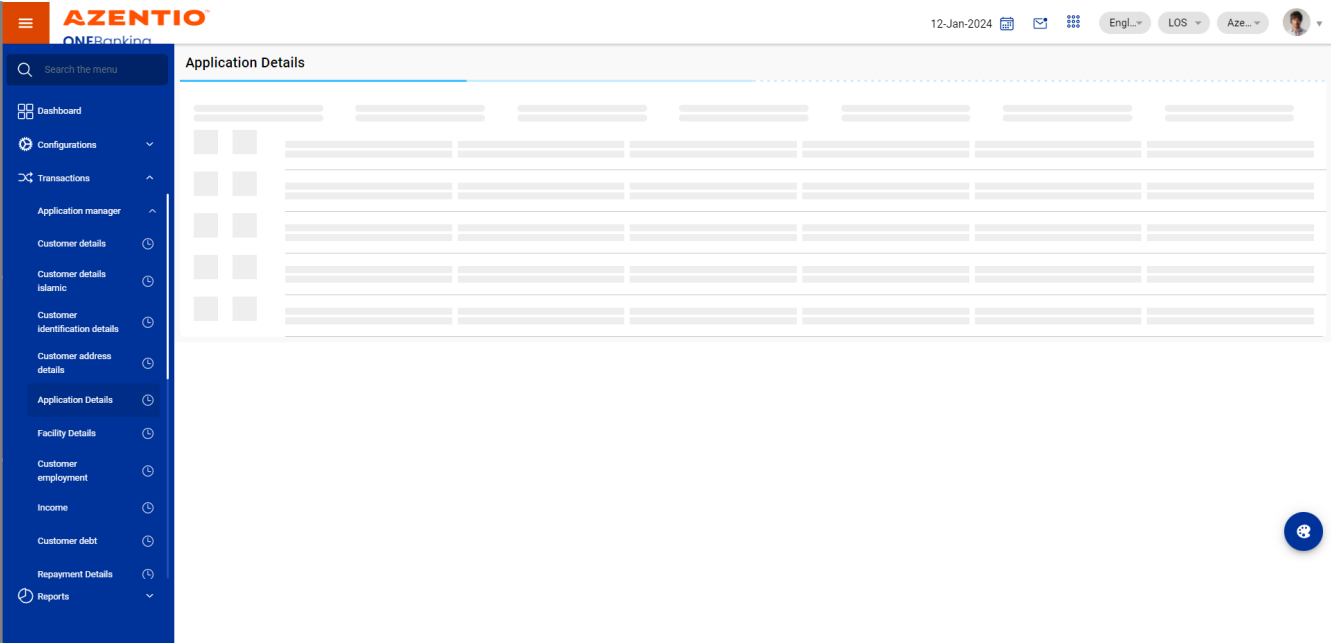 AZENTIO™
ONEBanking
12-Jan-2024
Engl...
LOS
Aze...
Search the menu
Application Details
Dashboard
Configurations
Transactions
Application manager
Customer details
Customer details
islamic
Customer
identification details
Customer address
details
Application Details
Facility Details
Customer
employment
Income
Customer debt
Repayment Details
Reports